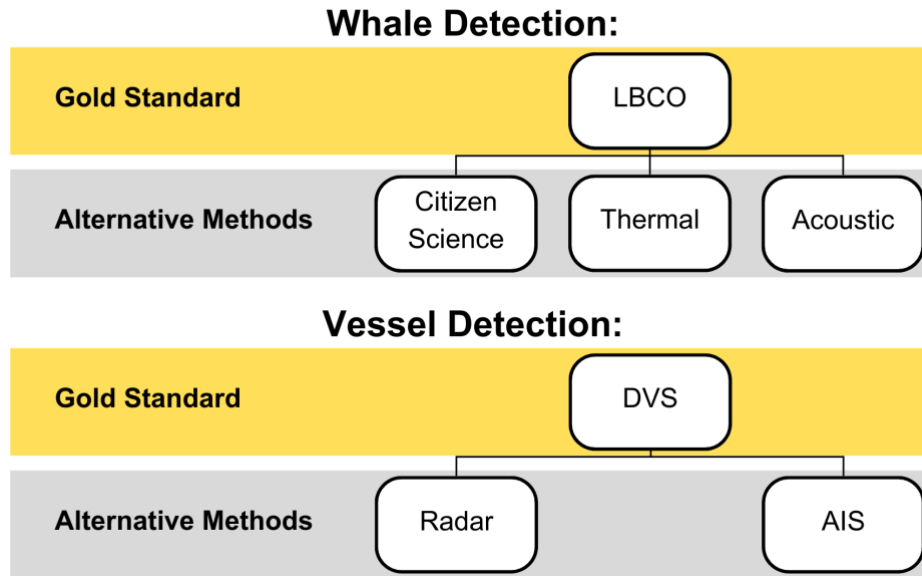 Whale Detection:
Gold Standard
LBCO
Alternative Methods
Citizen
Science
Thermal
Acoustic
Vessel Detection:
Gold Standard
DVS
Alternative Methods
Radar
AIS